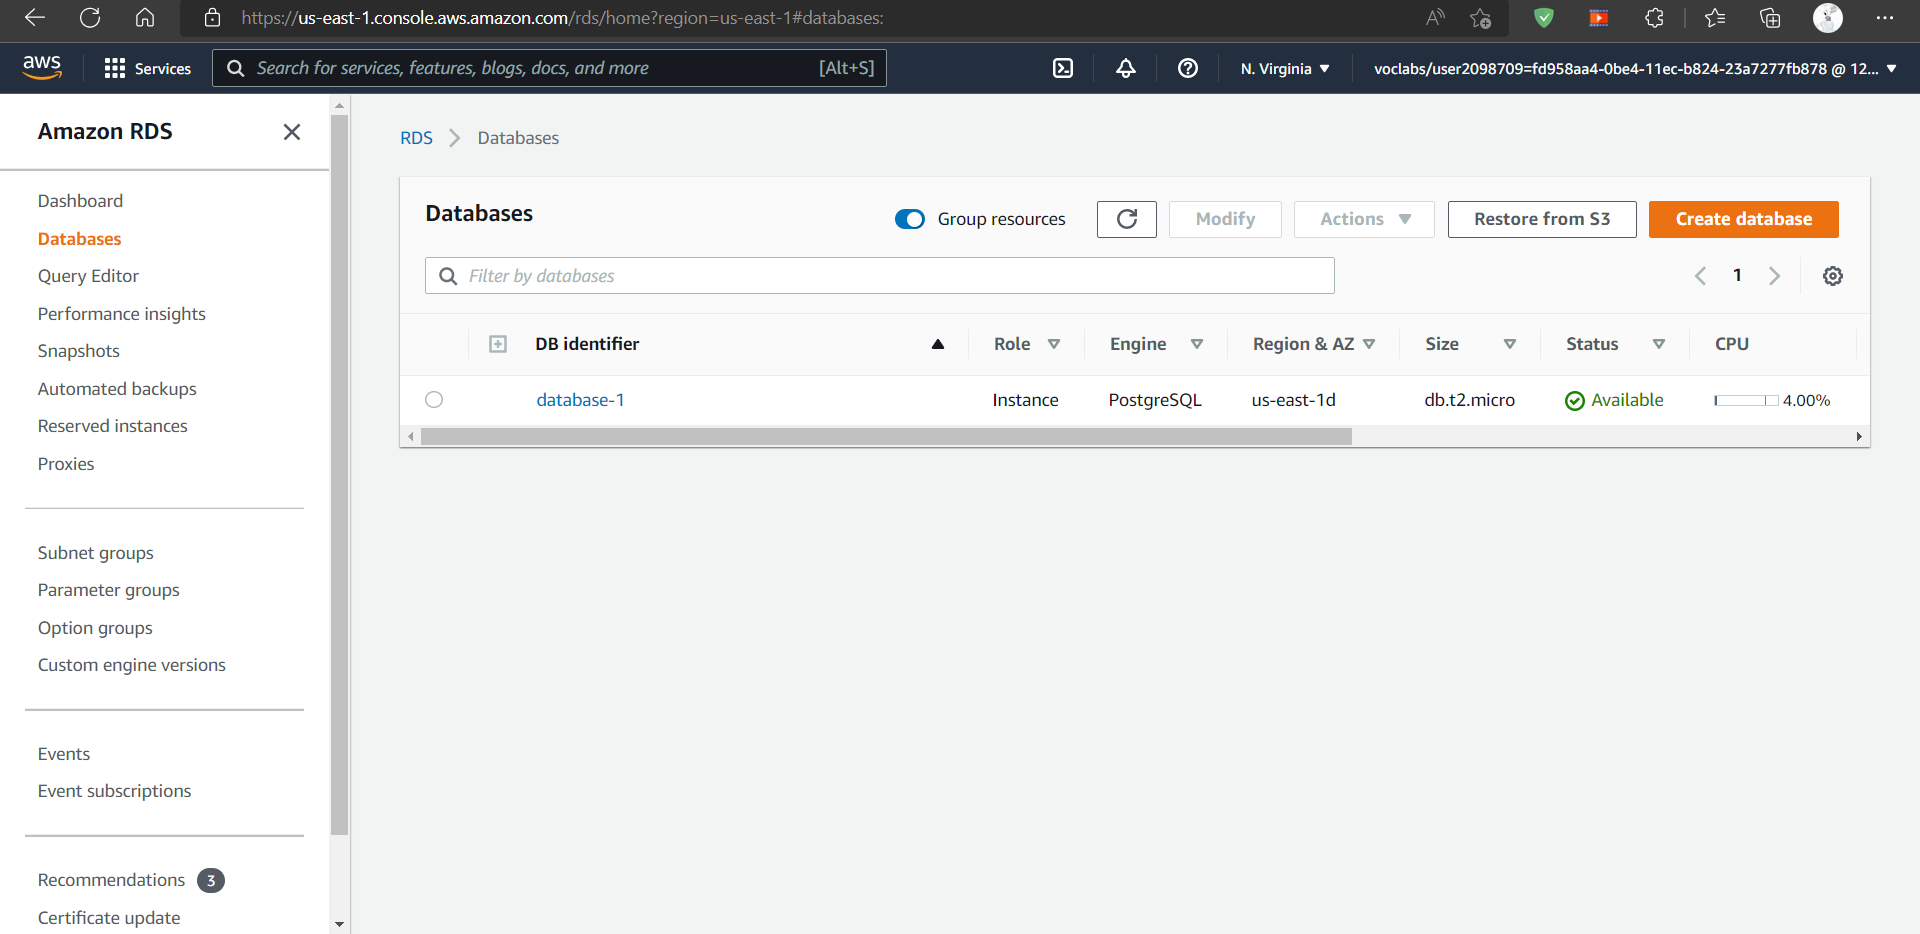 https://us-east-1.console.aws.amazon.com/rds/home?region=us-east-1#databases:
aws Services Search for services, features, blogs, docs, and more [Alt+S] N. Virginia voclabs/user2098709=fd958aa4-0be4-11ec-b824-23a7277fb878 @ 12...
Amazon RDS
Dashboard
Databases
Query Editor
Performance insights
Snapshots
Automated backups
Reserved instances
Proxies
Subnet groups
Parameter groups
Option groups
Custom engine versions
Events
Event subscriptions
Recommendations 3
Certificate update
RDS Databases
Databases Group resources Modify Actions Restore from S3 Create database
Filter by databases 1
DB identifier Role Engine Region & AZ Size Status CPU
database-1 Instance PostgreSQL us-east-1d db.t2.micro Available 4.00%